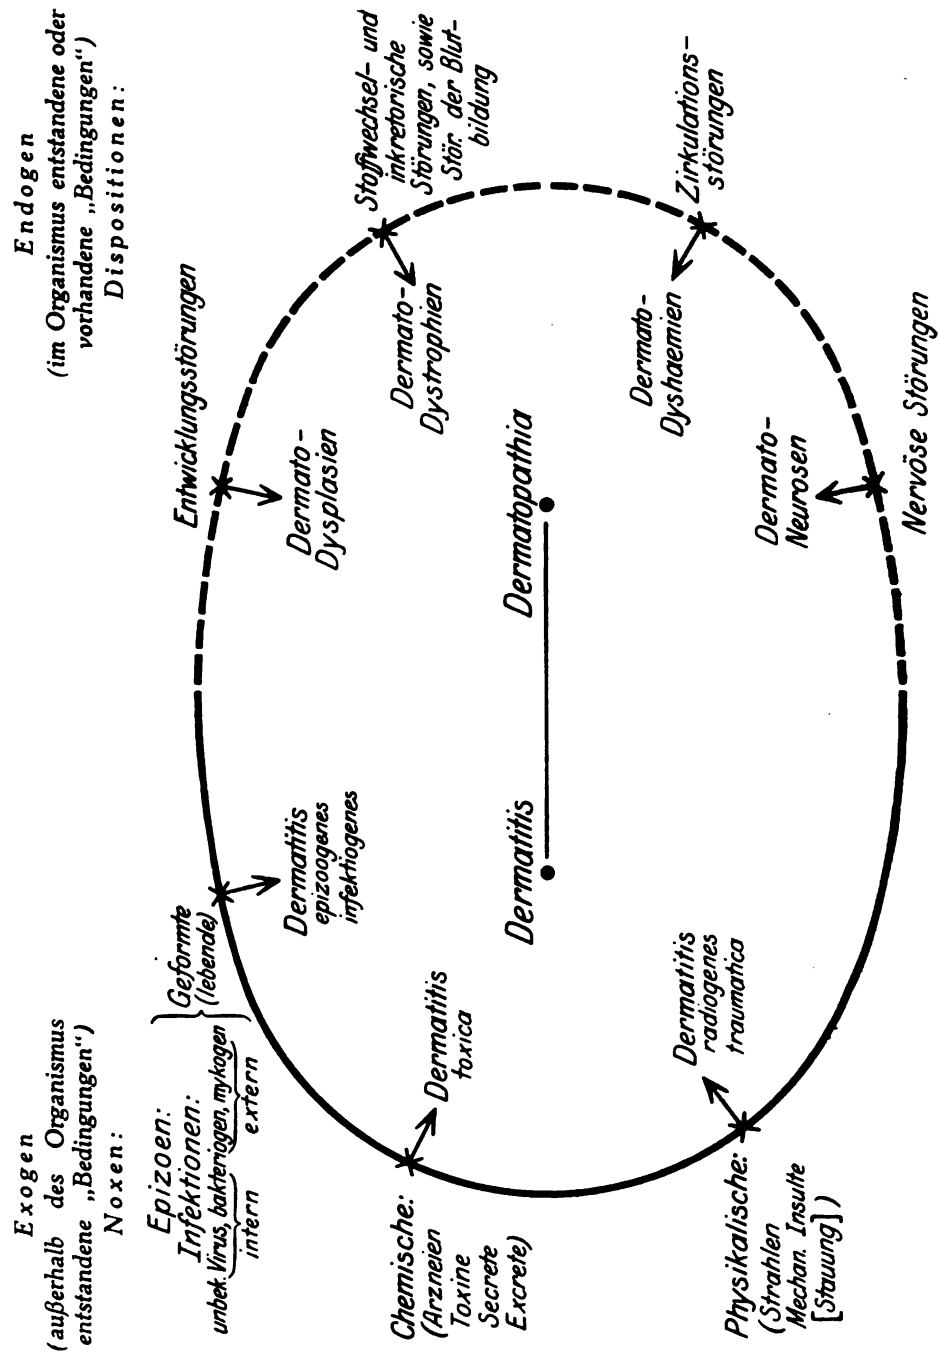 Exogen
(außerhalb des Organismus
entstandene „Bedingungen“)
Noxen:
Endogen
(im Organismus entstandene oder
vorhandene „Bedingungen“)
Dispositionen:
Epizoen:
Infektionen:
unbek. Virus, bakteriogen, mykogen
intern extern
Geformte
(lebende)
Dermatitis
epizoogenes
infektiogenes
Entwicklungsstörungen
Dermato-
Dysplasien
Stoffwechsel- und
inkretorische
Störungen, sowie
Stör. der Blut-
bildung
Dermato-
Dystrophien
Chemische:
(Arzneien
Toxine
Secrete
Excrete)
Dermatitis
toxica
Dermatitis
Dermatopathia
Physikalische:
(Strahlen
Mechan. Insulte
[Stauung])
Dermatitis
radiogenes
traumatica
Dermato-
Dyshaemien
Zirkulations-
störungen
Dermato-
Neurosen
Nervöse Störungen